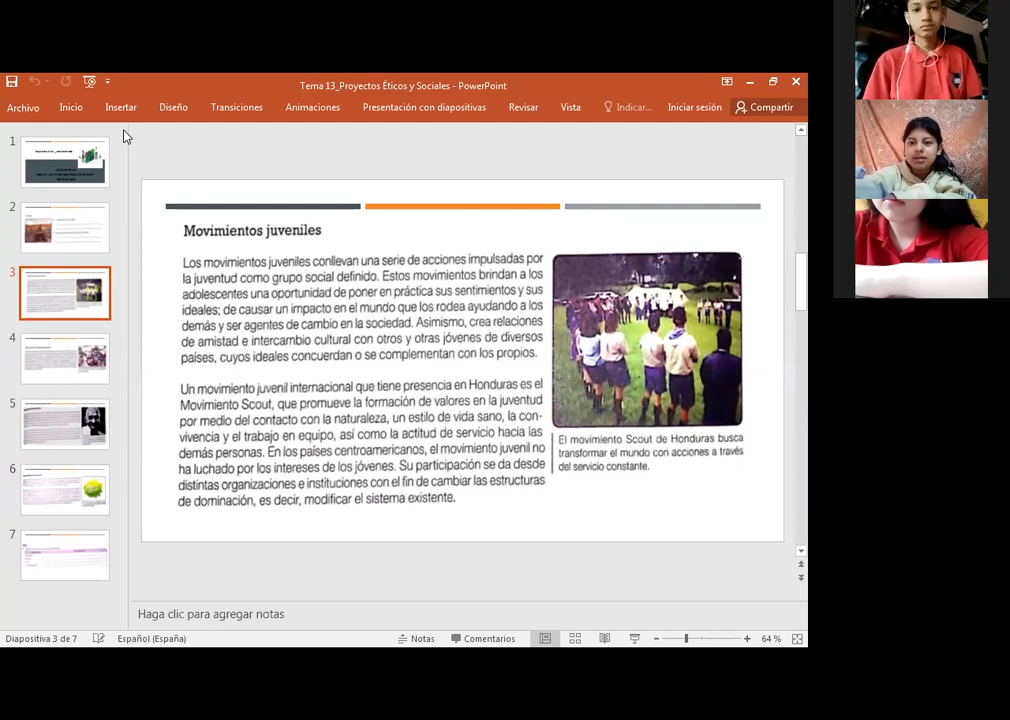 Tema 13_Proyectos Éticos y Sociales - PowerPoint
Archivo Inicio Insertar Diseño Transiciones Animaciones Presentación con diapositivas Revisar Vista Indicar... Iniciar sesión Compartir
1
2
3
4
5
6
7
Movimientos juveniles
Los movimientos juveniles conllevan una serie de acciones impulsadas por
la juventud como grupo social definido. Estos movimientos brindan a los
adolescentes una oportunidad de poner en práctica sus sentimientos y sus
ideales; de causar un impacto en el mundo que los rodea ayudando a los
demás y ser agentes de cambio en la sociedad. Asimismo, crea relaciones
de amistad e intercambio cultural con otros y otras jóvenes de diversos
países, cuyos ideales concuerdan o se complementan con los propios.
Un movimiento juvenil internacional que tiene presencia en Honduras es el
Movimiento Scout, que promueve la formación de valores en la juventud
por medio del contacto con la naturaleza, un estilo de vida sano, la con-
vivencia y el trabajo en equipo, así como la actitud de servicio hacia las
demás personas. En los países centroamericanos, el movimiento juvenil no
ha luchado por los intereses de los jóvenes. Su participación se da desde
distintas organizaciones e instituciones con el fin de cambiar las estructuras
de dominación, es decir, modificar el sistema existente.
El movimiento Scout de Honduras busca
transformar el mundo con acciones a través
del servicio constante.
Haga clic para agregar notas
Diapositiva 3 de 7 Español (España) Notas Comentarios 64 %